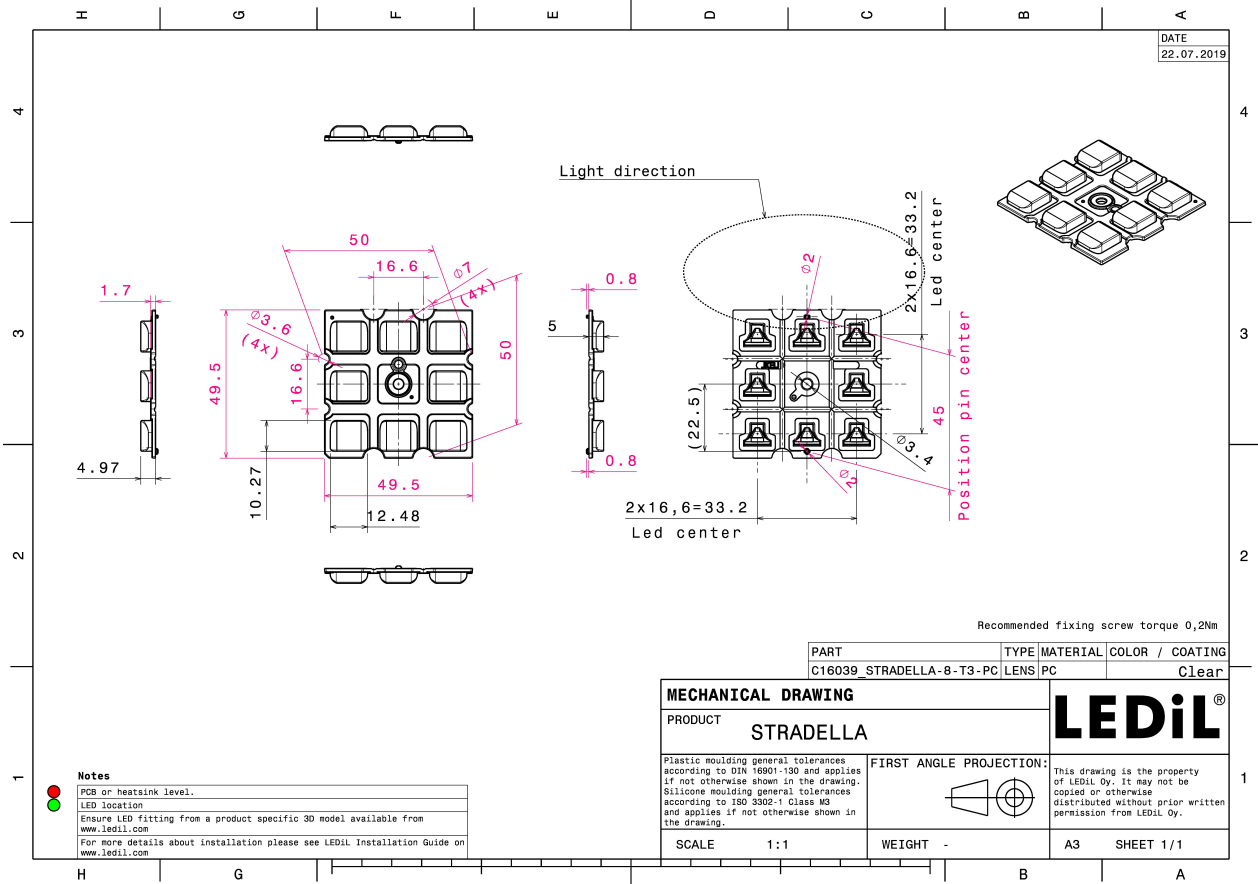 H G F E D C B A
DATE
22.07.2019
4 4
Light direction
2x16.6=33.2
Led center
50
16.6
Ø7
(4x)
Ø2
1.7
0.8
Ø3.6
(4x)
5
3 3
50
49.5
16.6
(22.5)
45
Position pin center
Ø3.4
4.97
10.27
0.8
Ø2
49.5
12.48
2x16,6=33.2
Led center
2 2
Recommended fixing screw torque 0,2Nm
PART TYPE MATERIAL COLOR / COATING
C16039_STRADELLA-8-T3-PC LENS PC Clear
MECHANICAL DRAWING
PRODUCT
STRADELLA
LEDiL®
Plastic moulding general tolerances
according to DIN 16901-130 and applies
if not otherwise shown in the drawing.
Silicone moulding general tolerances
according to ISO 3302-1 Class M3
and applies if not otherwise shown in
the drawing.
FIRST ANGLE PROJECTION:
This drawing is the property
of LEDiL Oy. It may not be
copied or otherwise
distributed without prior written
permission from LEDiL Oy.
SCALE 1:1
WEIGHT -
A3 SHEET 1/1
1 1
Notes
PCB or heatsink level.
LED location
Ensure LED fitting from a product specific 3D model available from
www.ledil.com
For more details about installation please see LEDiL Installation Guide on
www.ledil.com
H G B A